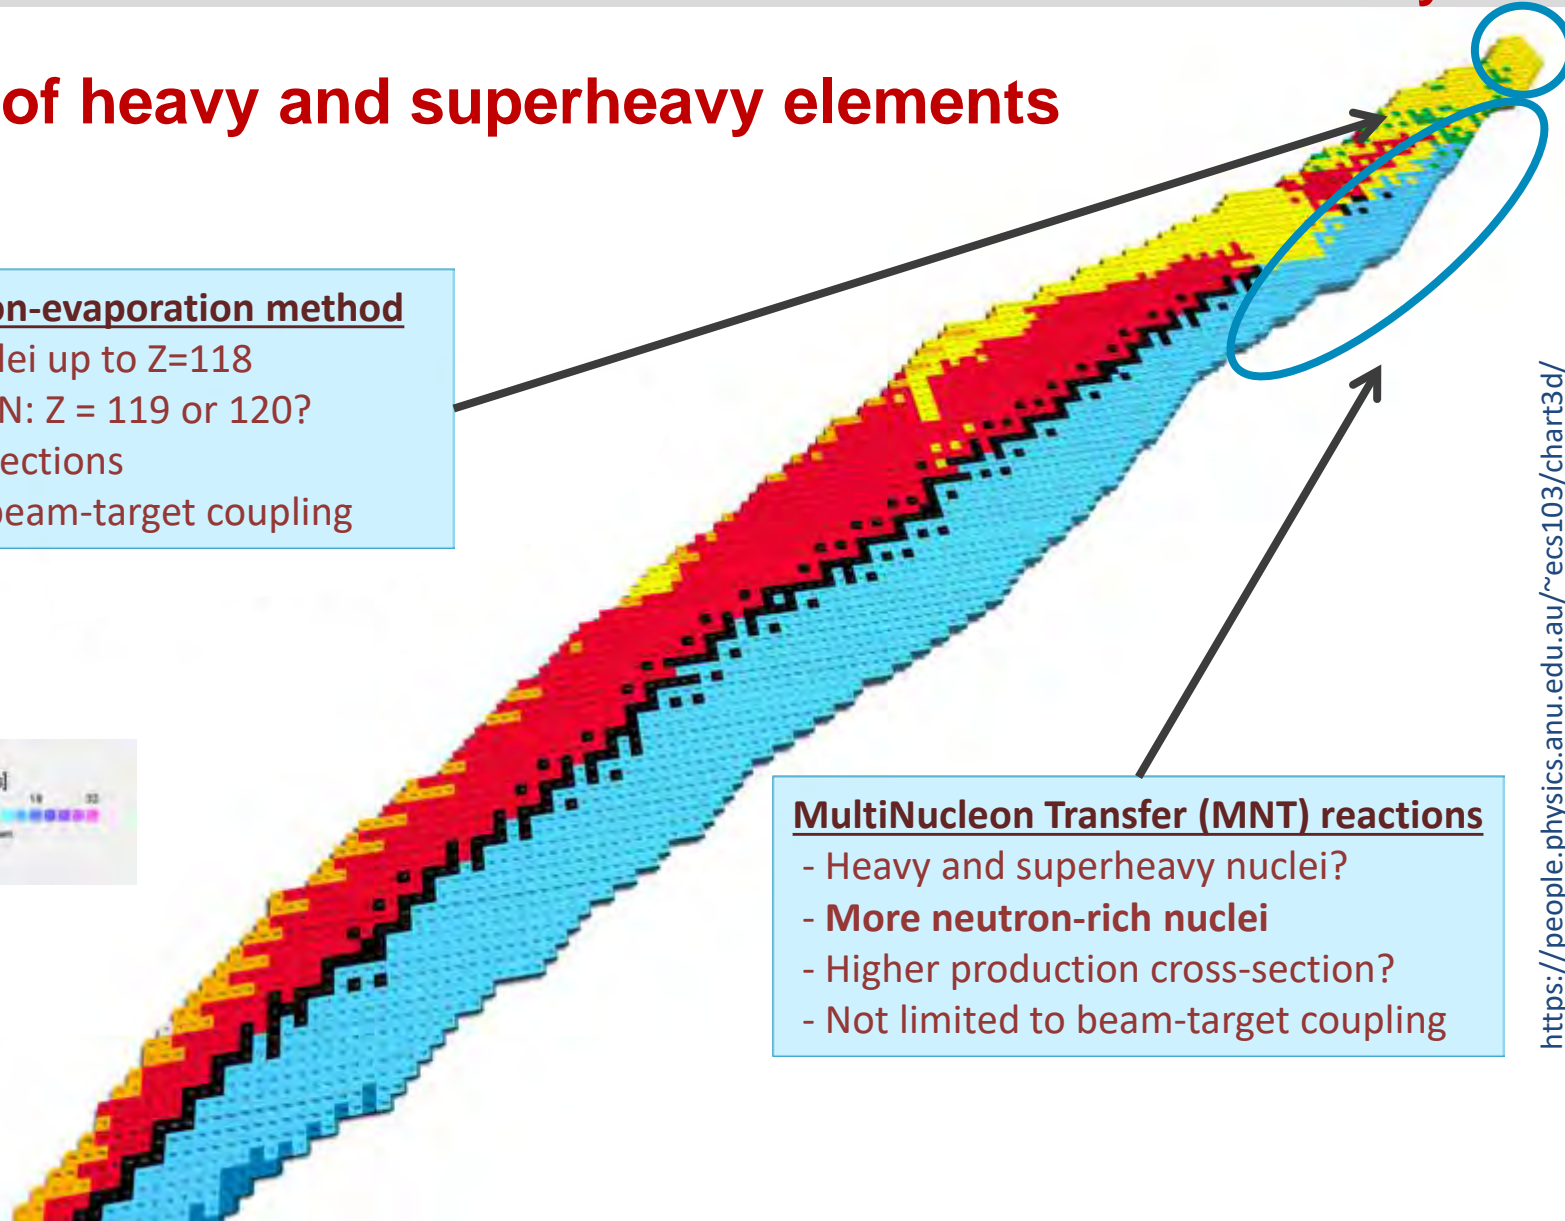 of heavy and superheavy elements
on-evaporation method
lei up to Z=118
N: Z = 119 or 120?
ections
beam-target coupling
MultiNucleon Transfer (MNT) reactions
- Heavy and superheavy nuclei?
- More neutron-rich nuclei
- Higher production cross-section?
- Not limited to beam-target coupling
https://people.physics.anu.edu.au/~ecs103/chart3d/